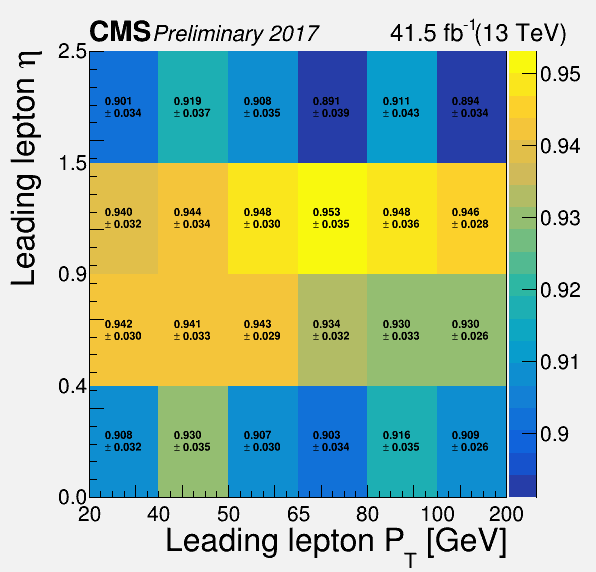 CMS Preliminary 2017 41.5 fb-1(13 TeV)
2.5 0.95
0.901 0.919 0.908 0.891 0.911 0.894
± 0.034 ± 0.037 ± 0.035 ± 0.039 ± 0.043 ± 0.034
0.94
1.5
0.940 0.944 0.948 0.953 0.948 0.946
± 0.032 ± 0.034 ± 0.030 ± 0.035 ± 0.036 ± 0.028
0.93
0.9
0.92
0.942 0.941 0.943 0.934 0.930 0.930
± 0.030 ± 0.033 ± 0.029 ± 0.032 ± 0.033 ± 0.026
0.91
0.4
0.908 0.930 0.907 0.903 0.916 0.909
± 0.032 ± 0.035 ± 0.030 ± 0.034 ± 0.035 ± 0.026
0.9
0.0
20 40 50 65 80 100 200
Leading lepton PT [GeV]
Leading lepton η